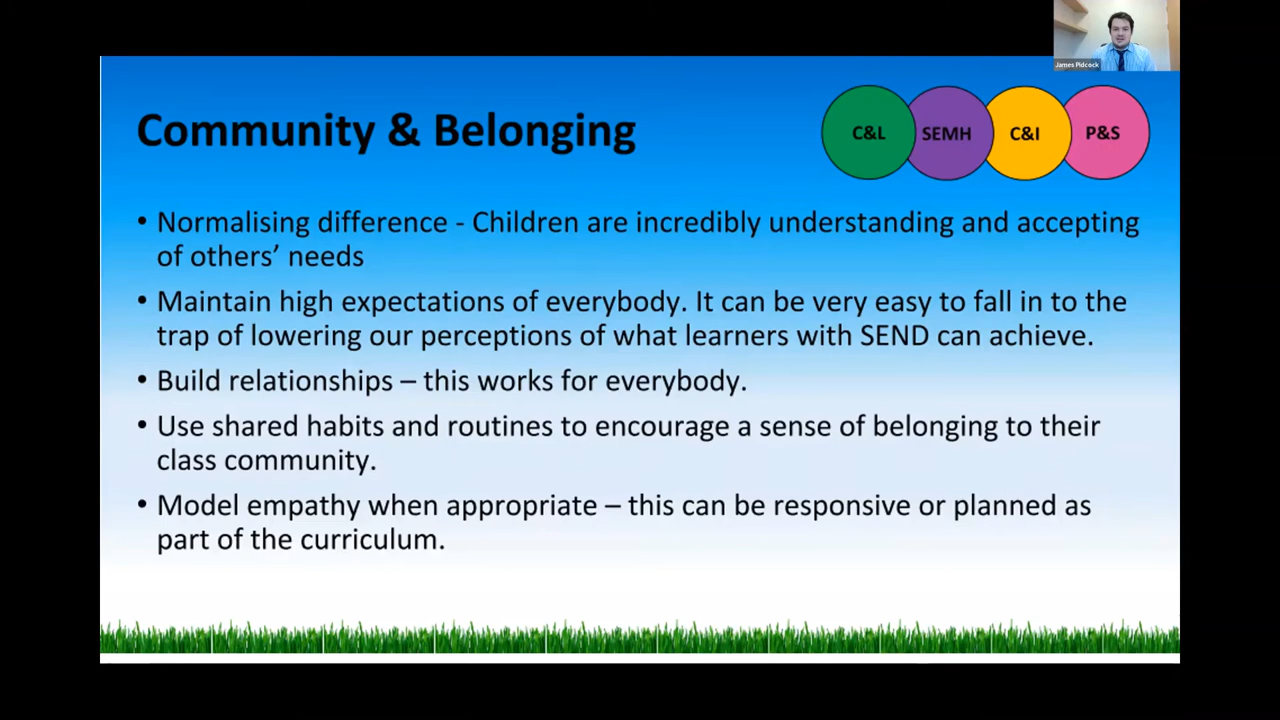 James Pidcock
Community & Belonging
C&L
SEMH
C&I
P&S
• Normalising difference - Children are incredibly understanding and accepting
of others’ needs
• Maintain high expectations of everybody. It can be very easy to fall in to the
trap of lowering our perceptions of what learners with SEND can achieve.
• Build relationships – this works for everybody.
• Use shared habits and routines to encourage a sense of belonging to their
class community.
• Model empathy when appropriate – this can be responsive or planned as
part of the curriculum.